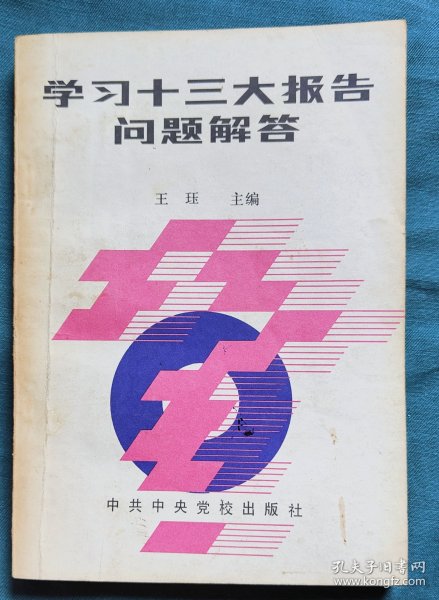 学习十三大报告
问题解答
王珏 主编
中共中央党校出版社
孔夫子旧书网
www.kongfz.com